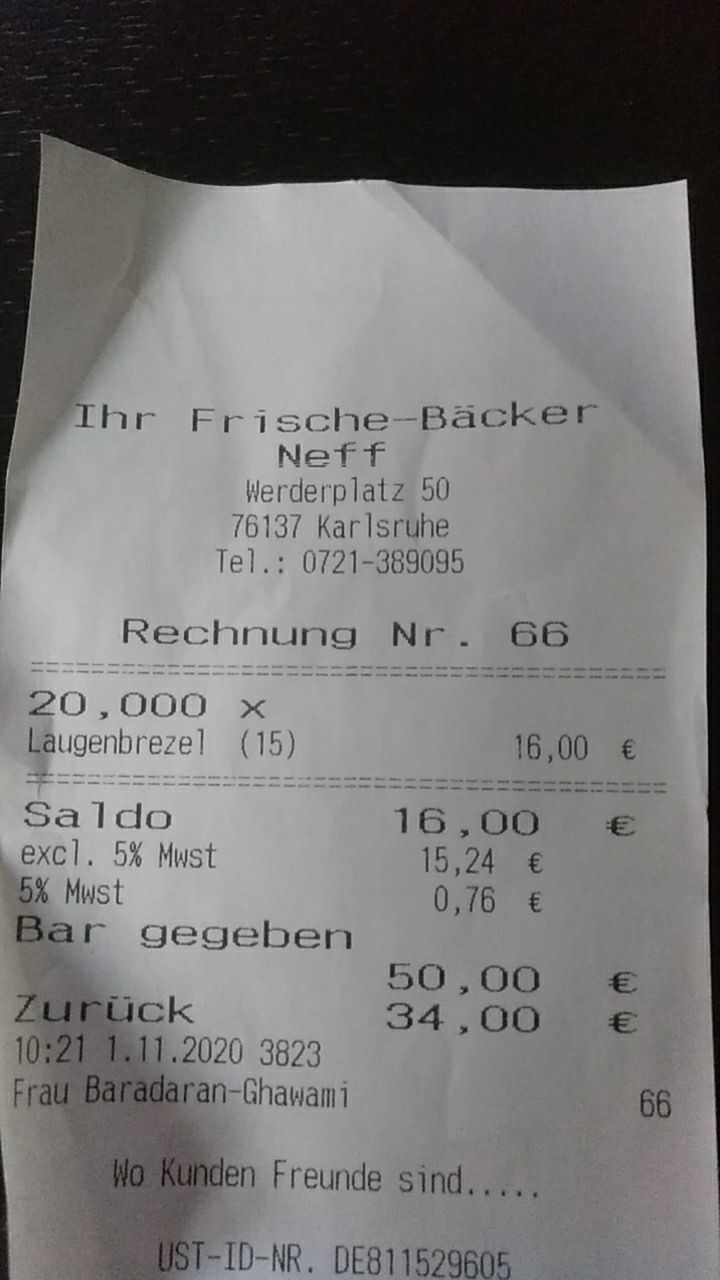 Ihr Frische-Bäcker
Neff
Werderplatz 50
76137 Karlsruhe
Tel.: 0721-389095
Rechnung Nr. 66
20,000 x
Laugenbrezel (15) 16,00 €
Saldo 16,00 €
excl. 5% Mwst 15,24 €
5% Mwst 0,76 €
Bar gegeben
50,00 €
Zurück 34,00 €
10:21 1.11.2020 3823
Frau Baradaran-Ghawami 66
Wo Kunden Freunde sind.....
UST-ID-NR. DE811529605